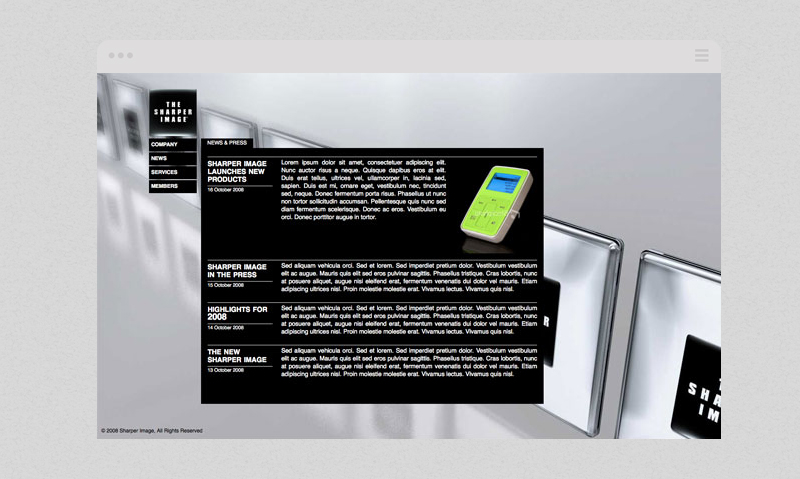 THE
SHARPER
IMAGE
COMPANY
NEWS
SERVICES
MEMBERS
NEWS & PRESS
SHARPER IMAGE
LAUNCHES NEW
PRODUCTS
16 October 2008
Lorem ipsum dolor sit amet, consectetuer adipiscing elit.
Nunc auctor risus a neque. Quisque dapibus eros at elit.
Duis erat tellus, ultrices vel, ullamcorper in, lacinia sed,
sapien. Duis est mi, ornare eget, vestibulum nec, tincidunt
sed, neque. Donec fermentum porta risus. Phasellus ut nunc
non tortor sollicitudin accumsan. Pellentesque quis nunc sed
diam fermentum scelerisque. Donec ac eros. Vestibulum eu
orci. Donec porttitor augue in tortor.
SHARPER IMAGE
IN THE PRESS
15 October 2008
Sed aliquam vehicula orci. Sed et lorem. Sed imperdiet pretium dolor. Vestibulum vestibulum
elit ac augue. Mauris quis elit sed eros pulvinar sagittis. Phasellus tristique. Cras lobortis, nunc
at posuere aliquet, augue nisl eleifend erat, fermentum venenatis dui dolor vel mauris. Etiam
adipiscing ultrices nisl. Proin molestie molestie erat. Vivamus lectus. Vivamus quis nisl.
HIGHLIGHTS FOR
2008
14 October 2008
Sed aliquam vehicula orci. Sed et lorem. Sed imperdiet pretium dolor. Vestibulum vestibulum
elit ac augue. Mauris quis elit sed eros pulvinar sagittis. Phasellus tristique. Cras lobortis, nunc
at posuere aliquet, augue nisl eleifend erat, fermentum venenatis dui dolor vel mauris. Etiam
adipiscing ultrices nisl. Proin molestie molestie erat. Vivamus lectus. Vivamus quis nisl.
THE NEW
SHARPER IMAGE
13 October 2008
Sed aliquam vehicula orci. Sed et lorem. Sed imperdiet pretium dolor. Vestibulum vestibulum
elit ac augue. Mauris quis elit sed eros pulvinar sagittis. Phasellus tristique. Cras lobortis, nunc
at posuere aliquet, augue nisl eleifend erat, fermentum venenatis dui dolor vel mauris. Etiam
adipiscing ultrices nisl. Proin molestie molestie erat. Vivamus lectus. Vivamus quis nisl.
R
SHA
IM
© 2008 Sharper Image, All Rights Reserved